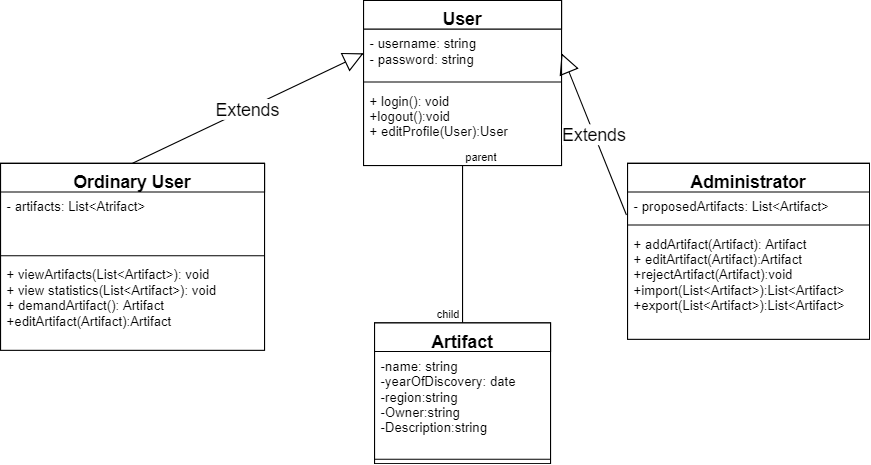 User
- username: string
- password: string
+ login(): void
+logout():void
+ editProfile(User):User
parent
Extends
Extends
Ordinary User
- artifacts: List<Atrifact>
+ viewArtifacts(List<Artifact>): void
+ view statistics(List<Artifact>): void
+ demandArtifact(): Artifact
+editArtifact(Artifact):Artifact
Administrator
- proposedArtifacts: List<Artifact>
+ addArtifact(Artifact): Artifact
+ editArtifact(Artifact):Artifact
+rejectArtifact(Artifact):void
+import(List<Artifact>):List<Artifact>
+export(List<Artifact>):List<Artifact>
child
Artifact
-name: string
-yearOfDiscovery: date
-region:string
-Owner:string
-Description:string